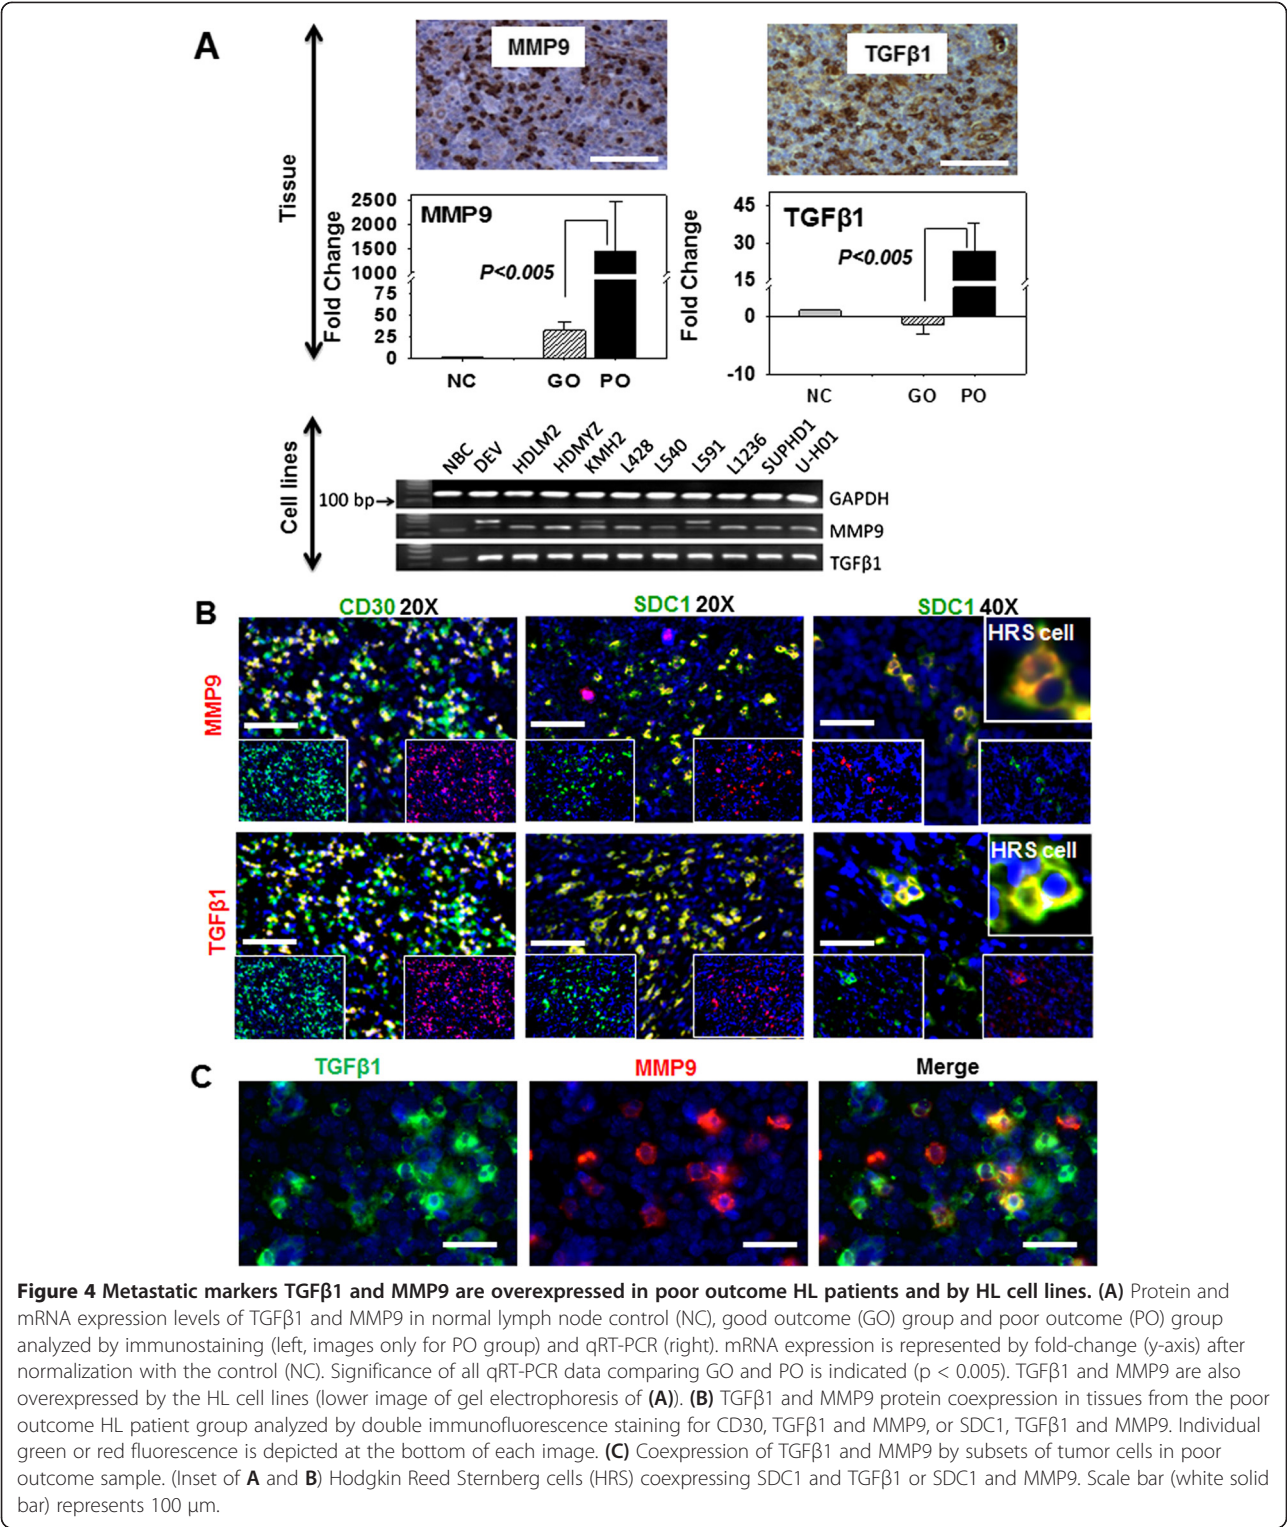 A
Tissue
MMP9
TGFβ1
Fold Change
2500
2000
1500
1000
75
50
25
0
MMP9
P<0.005
NC GO PO
Fold Change
45
30
15
0
-10
TGFβ1
P<0.005
NC GO PO
Cell lines
NBC DEV HDLM2 HDMYZ KMH2 L428 L540 L591 L1236 SUPHD1 U-H01
100 bp→
GAPDH
MMP9
TGFβ1
B
CD30 20X SDC1 20X SDC1 40X
MMP9
HRS cell
TGFβ1
HRS cell
C
TGFβ1 MMP9 Merge
Figure 4 Metastatic markers TGFβ1 and MMP9 are overexpressed in poor outcome HL patients and by HL cell lines. (A) Protein and
mRNA expression levels of TGFβ1 and MMP9 in normal lymph node control (NC), good outcome (GO) group and poor outcome (PO) group
analyzed by immunostaining (left, images only for PO group) and qRT-PCR (right). mRNA expression is represented by fold-change (y-axis) after
normalization with the control (NC). Significance of all qRT-PCR data comparing GO and PO is indicated (p < 0.005). TGFβ1 and MMP9 are also
overexpressed by the HL cell lines (lower image of gel electrophoresis of (A)). (B) TGFβ1 and MMP9 protein coexpression in tissues from the poor
outcome HL patient group analyzed by double immunofluorescence staining for CD30, TGFβ1 and MMP9, or SDC1, TGFβ1 and MMP9. Individual
green or red fluorescence is depicted at the bottom of each image. (C) Coexpression of TGFβ1 and MMP9 by subsets of tumor cells in poor
outcome sample. (Inset of A and B) Hodgkin Reed Sternberg cells (HRS) coexpressing SDC1 and TGFβ1 or SDC1 and MMP9. Scale bar (white solid
bar) represents 100 μm.